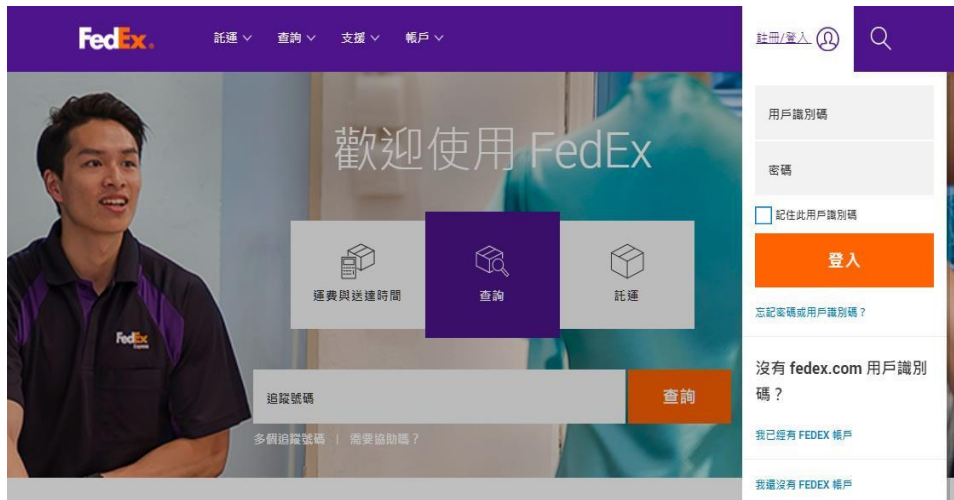 FedEx.
託運
查詢
支援
帳戶
註冊/登入
歡迎使用 FedEx
運費與送達時間
查詢
託運
追蹤號碼
查詢
多個追蹤號碼 | 需要協助嗎？
FedEx
Express
用戶識別碼
密碼
記住此用戶識別碼
登入
忘記密碼或用戶識別碼？
沒有 fedex.com 用戶識別
碼？
我已經有 FEDEX 帳戶
我還沒有 FEDEX 帳戶